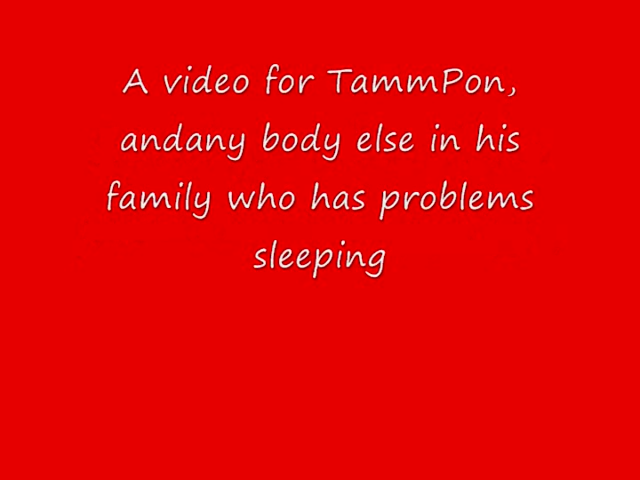 A video for TammPon,
andany body else in his
family who has problems
sleeping